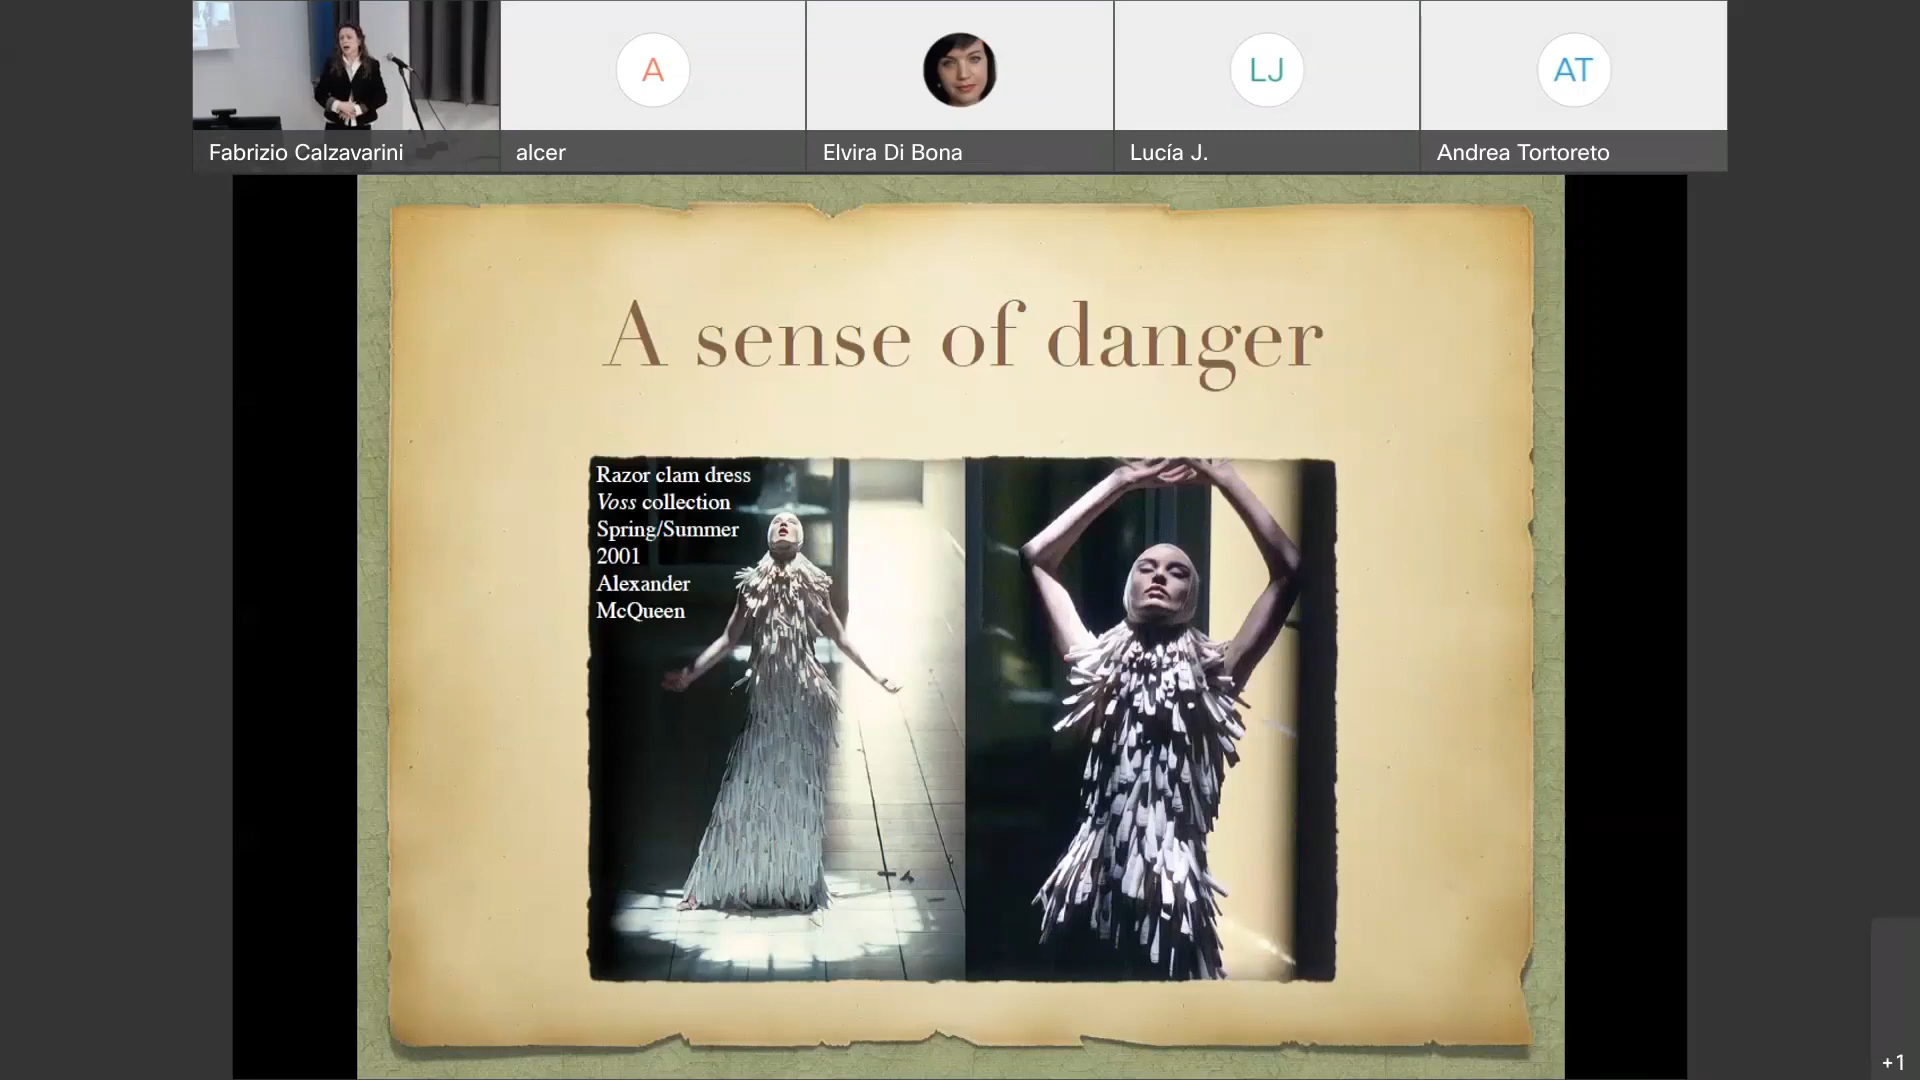 A
LJ
AT
Fabrizio Calzavarini
alcer
Elvira Di Bona
Lucía J.
Andrea Tortoreto
A sense of danger
Razor clam dress
Voss collection
Spring/Summer
2001
Alexander
McQueen
+1